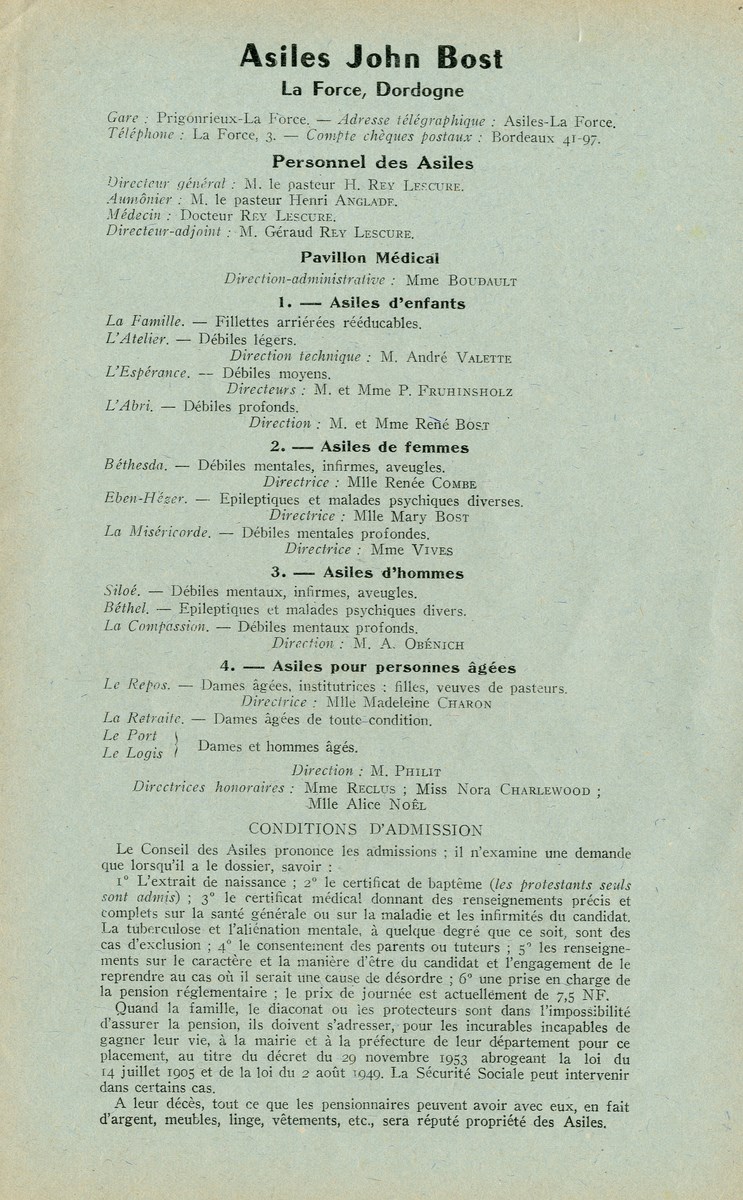 Asiles John Bost
La Force, Dordogne
Gare : Prigonrieux-La Force. — Adresse télégraphique : Asiles-La Force.
Téléphone : La Force, 3. — Compte chèques postaux : Bordeaux 41-97.
Personnel des Asiles
Directeur général : M. le pasteur H. REY LESCURE.
Aumônier : M. le pasteur Henri ANGLADE.
Médecin : Docteur REY LESCURE.
Directeur-adjoint : M. Géraud REY LESCURE.
Pavillon Médical
Direction-administrative : Mme BOUDAULT
1. — Asiles d'enfants
La Famille. — Fillettes arriérées rééducables.
L'Atelier. — Débiles légers.
Direction technique : M. André VALETTE
L'Espérance. — Débiles moyens.
Directeurs : M. et Mme P. FRUHINSHOLZ
L'Abri. — Débiles profonds.
Direction : M. et Mme René BOST
2. — Asiles de femmes
Béthesda. — Débiles mentales, infirmes, aveugles.
Directrice : Mlle Renée COMBE
Eben-Hézer. — Epileptiques et malades psychiques diverses.
Directrice : Mlle Mary BOST
La Miséricorde. — Débiles mentales profondes.
Directrice : Mme VIVES
3. — Asiles d'hommes
Siloé. — Débiles mentaux, infirmes, aveugles.
Béthel. — Epileptiques et malades psychiques divers.
La Compassion. — Débiles mentaux profonds.
Direction : M. A. OBÉNICH
4. — Asiles pour personnes âgées
Le Repos. — Dames âgées, institutrices : filles, veuves de pasteurs.
Directrice : Mlle Madeleine CHARON
La Retraite. — Dames âgées de toute condition.
Le Port
Le Logis } Dames et hommes âgés.
Direction : M. PHILIT
Directrices honoraires : Mme RECLUS ; Miss Nora CHARLEWOOD ;
Mlle Alice NOËL
CONDITIONS D'ADMISSION
Le Conseil des Asiles prononce les admissions ; il n'examine une demande
que lorsqu'il a le dossier, savoir :
1° L'extrait de naissance ; 2° le certificat de baptême (les protestants seuls
sont admis) ; 3° le certificat médical donnant des renseignements précis et
complets sur la santé générale ou sur la maladie et les infirmités du candidat.
La tuberculose et l'aliénation mentale, à quelque degré que ce soit, sont des
cas d'exclusion ; 4° le consentement des parents ou tuteurs ; 5° les renseigne-
ments sur le caractère et la manière d'être du candidat et l'engagement de le
reprendre au cas où il serait une cause de désordre ; 6° une prise en charge de
la pension réglementaire ; le prix de journée est actuellement de 7,5 NF.
Quand la famille, le diaconat ou les protecteurs sont dans l'impossibilité
d'assurer la pension, ils doivent s'adresser, pour les incurables incapables de
gagner leur vie, à la mairie et à la préfecture de leur département pour ce
placement, au titre du décret du 29 novembre 1953 abrogeant la loi du
14 juillet 1905 et de la loi du 2 août 1949. La Sécurité Sociale peut intervenir
dans certains cas.
A leur décès, tout ce que les pensionnaires peuvent avoir avec eux, en fait
d'argent, meubles, linge, vêtements, etc., sera réputé propriété des Asiles.